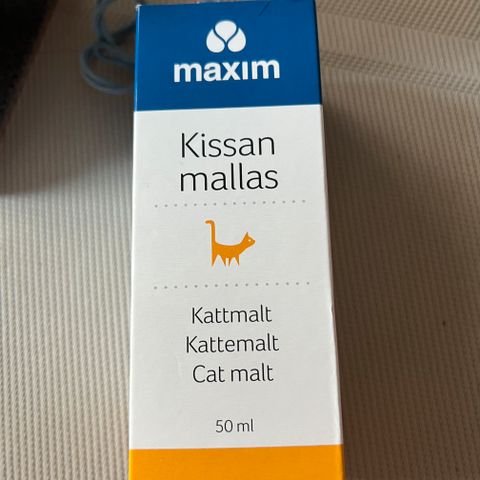 maxim
Kissan
mallas
Kattmalt
Kattemalt
Cat malt
50 ml